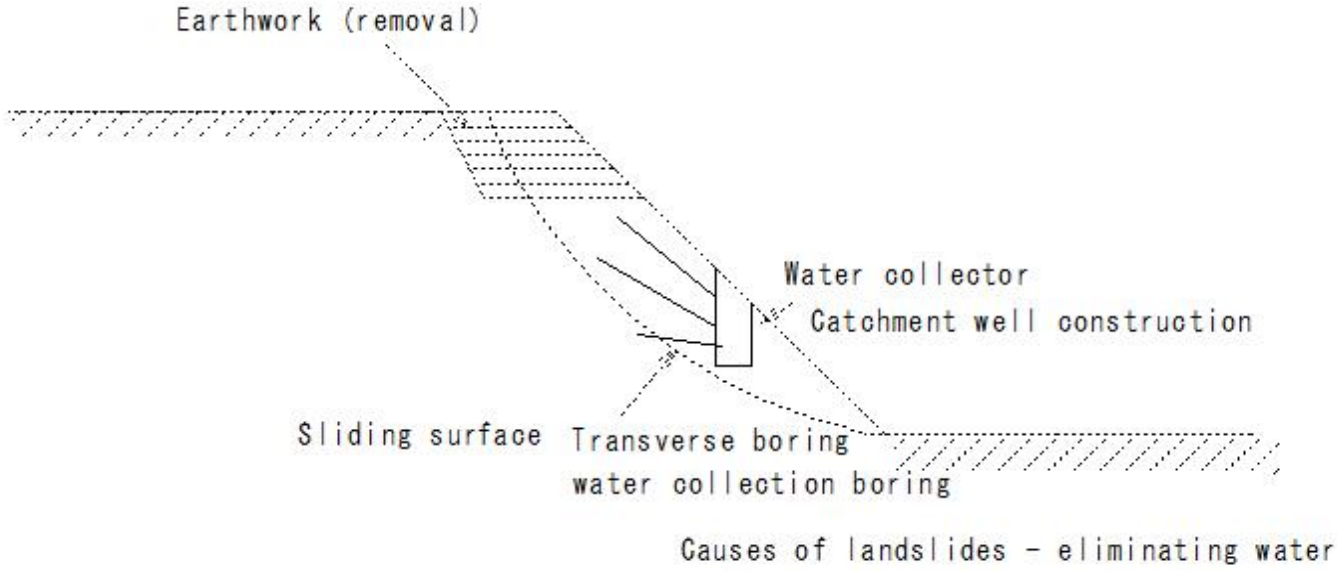 Earthwork (removal)
Water collector
Catchment well construction
Sliding surface
Transverse boring
water collection boring
Causes of landslides - eliminating water